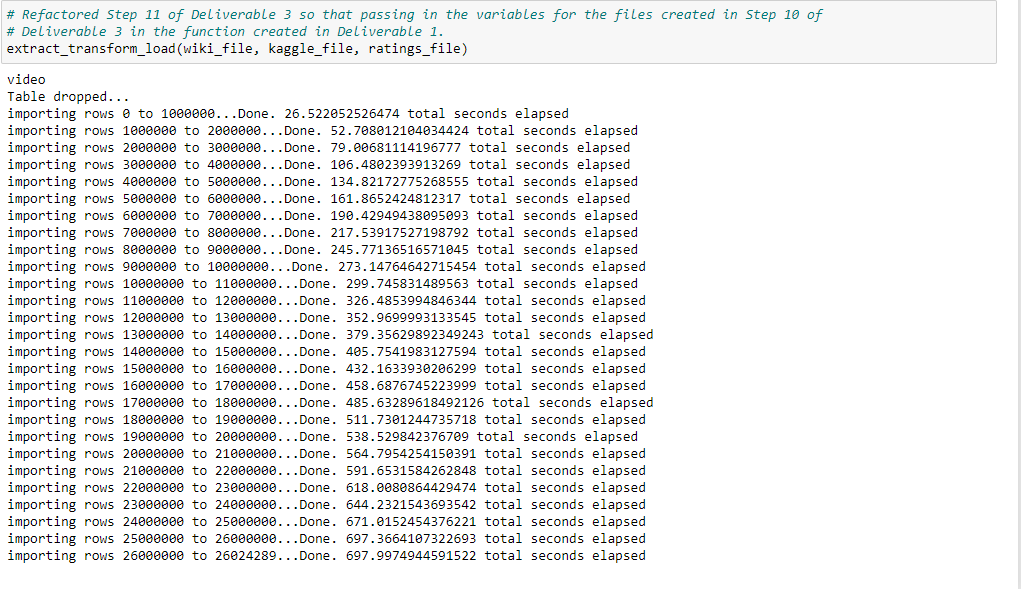 # Refactored Step 11 of Deliverable 3 so that passing in the variables for the files created in Step 10 of
# Deliverable 3 in the function created in Deliverable 1.
extract_transform_load(wiki_file, kaggle_file, ratings_file)
video
Table dropped...
importing rows 0 to 1000000...Done. 26.522052526474 total seconds elapsed
importing rows 1000000 to 2000000...Done. 52.708012104034424 total seconds elapsed
importing rows 2000000 to 3000000...Done. 79.00681114196777 total seconds elapsed
importing rows 3000000 to 4000000...Done. 106.4802393913269 total seconds elapsed
importing rows 4000000 to 5000000...Done. 134.82172775268555 total seconds elapsed
importing rows 5000000 to 6000000...Done. 161.8652424812317 total seconds elapsed
importing rows 6000000 to 7000000...Done. 190.42949438095093 total seconds elapsed
importing rows 7000000 to 8000000...Done. 217.53917527198792 total seconds elapsed
importing rows 8000000 to 9000000...Done. 245.77136516571045 total seconds elapsed
importing rows 9000000 to 10000000...Done. 273.14764642715454 total seconds elapsed
importing rows 10000000 to 11000000...Done. 299.745831489563 total seconds elapsed
importing rows 11000000 to 12000000...Done. 326.4853994846344 total seconds elapsed
importing rows 12000000 to 13000000...Done. 352.9699993133545 total seconds elapsed
importing rows 13000000 to 14000000...Done. 379.35629892349243 total seconds elapsed
importing rows 14000000 to 15000000...Done. 405.7541983127594 total seconds elapsed
importing rows 15000000 to 16000000...Done. 432.1633930206299 total seconds elapsed
importing rows 16000000 to 17000000...Done. 458.6876745223999 total seconds elapsed
importing rows 17000000 to 18000000...Done. 485.63289618492126 total seconds elapsed
importing rows 18000000 to 19000000...Done. 511.7301244735718 total seconds elapsed
importing rows 19000000 to 20000000...Done. 538.529842376709 total seconds elapsed
importing rows 20000000 to 21000000...Done. 564.7954254150391 total seconds elapsed
importing rows 21000000 to 22000000...Done. 591.6531584262848 total seconds elapsed
importing rows 22000000 to 23000000...Done. 618.0080864429474 total seconds elapsed
importing rows 23000000 to 24000000...Done. 644.2321543693542 total seconds elapsed
importing rows 24000000 to 25000000...Done. 671.0152454376221 total seconds elapsed
importing rows 25000000 to 26000000...Done. 697.3664107322693 total seconds elapsed
importing rows 26000000 to 26024289...Done. 697.9974944591522 total seconds elapsed